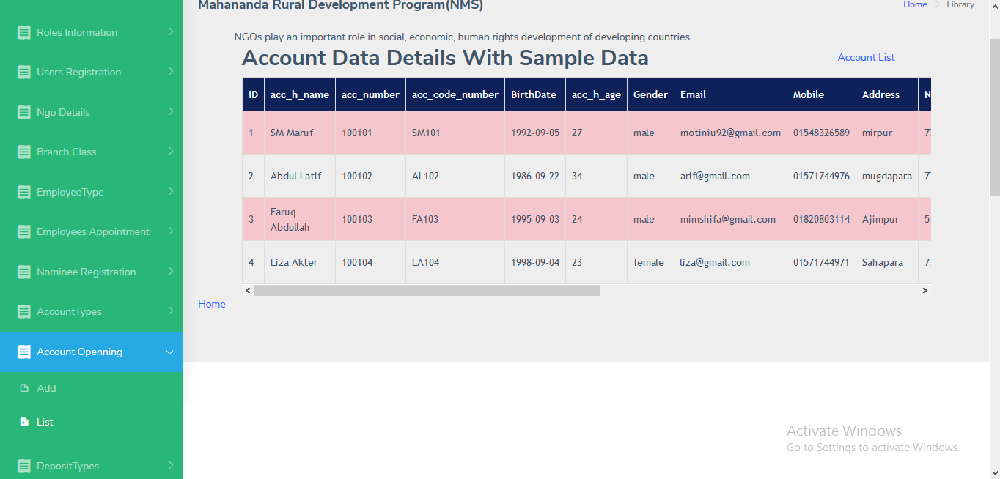 Mahananda Rural Development Program(NMS)
Home > Library
Roles Information
Users Registration
Ngo Details
Branch Class
EmployeeType
Employees Appointment
Nominee Registration
AccountTypes
Account Openning
Add
List
DepositTypes
NGOs play an important role in social, economic, human rights development of developing countries.
Account Data Details With Sample Data
Account List
ID acc_h_name acc_number acc_code_number BirthDate acc_h_age Gender Email Mobile Address N
1 SM Maruf 100101 SM101 1992-09-05 27 male motiniu92@gmail.com 01548326589 mirpur
2 Abdul Latif 100102 AL102 1986-09-22 34 male arif@gmail.com 01571744976 mugdapara
3 Faruq Abdullah 100103 FA103 1995-09-03 24 male mimshifa@gmail.com 01820803114 Ajimpur
4 Liza Akter 100104 LA104 1998-09-04 23 female liza@gmail.com 01571744971 Sahapara
Home
Activate Windows
Go to Settings to activate Windows.